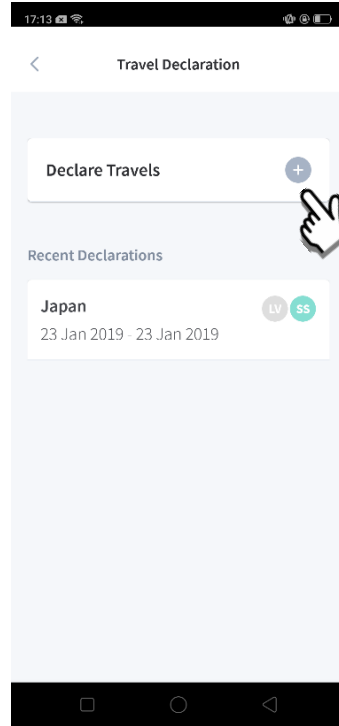 17:13
Travel Declaration
Declare Travels
Recent Declarations
Japan
LV SS
23 Jan 2019 - 23 Jan 2019